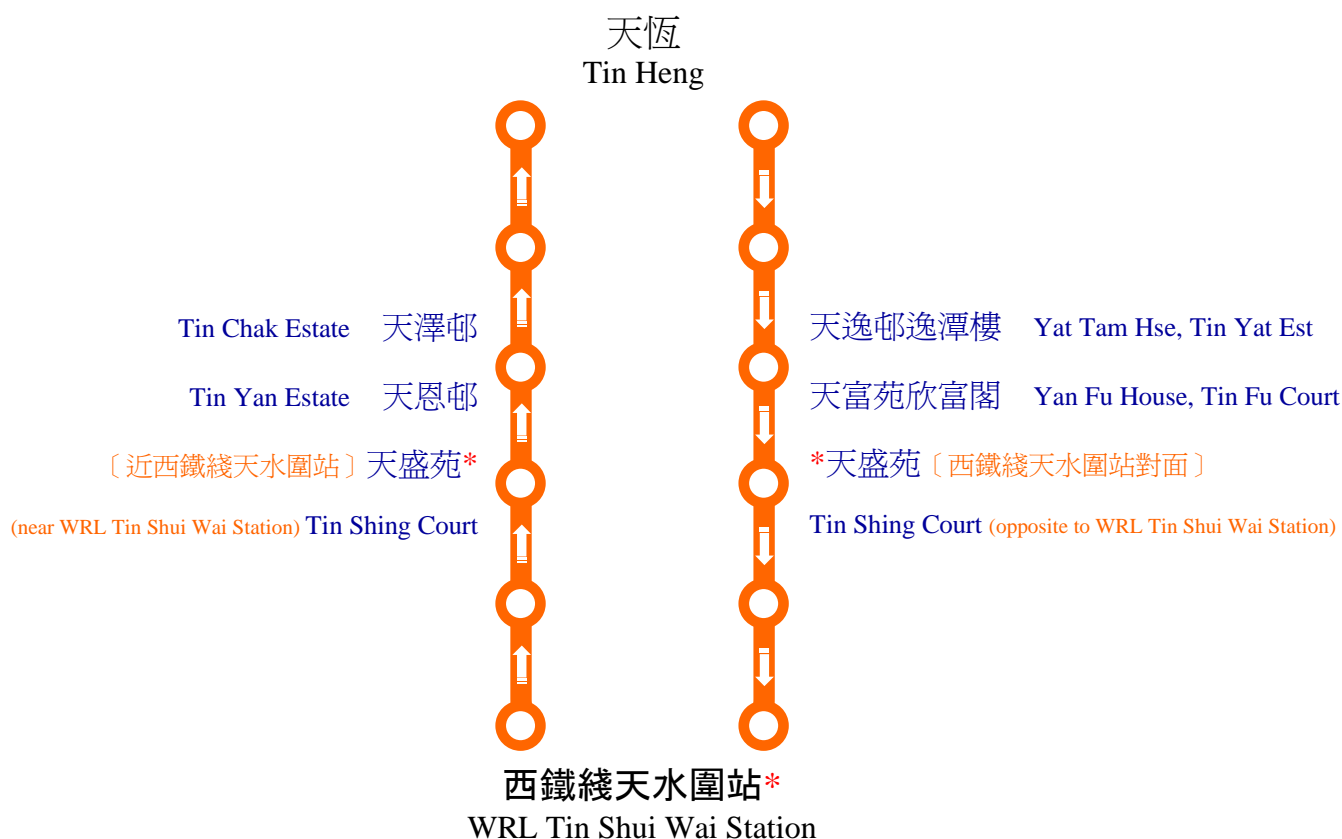 天恆
Tin Heng
Tin Chak Estate 天澤邨
Tin Yan Estate 天恩邨
〔近西鐵綫天水圍站〕天盛苑*
(near WRL Tin Shui Wai Station) Tin Shing Court
天逸邨逸潭樓 Yat Tam Hse, Tin Yat Est
天富苑欣富閣 Yan Fu House, Tin Fu Court
*天盛苑〔西鐵綫天水圍站對面〕
Tin Shing Court (opposite to WRL Tin Shui Wai Station)
西鐵綫天水圍站*
WRL Tin Shui Wai Station